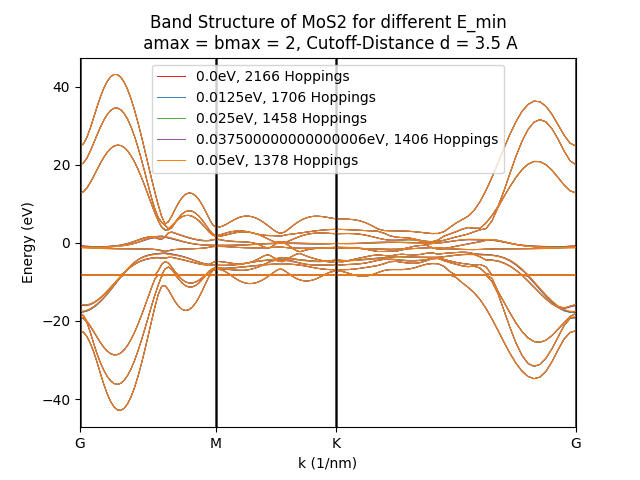 Band Structure of MoS2 for different E_min
amax = bmax = 2, Cutoff-Distance d = 3.5 A
0.0eV, 2166 Hoppings
0.0125eV, 1706 Hoppings
0.025eV, 1458 Hoppings
0.037500000000000006eV, 1406 Hoppings
0.05eV, 1378 Hoppings
Energy (eV)
40
20
0
−20
−40
G M K G
k (1/nm)